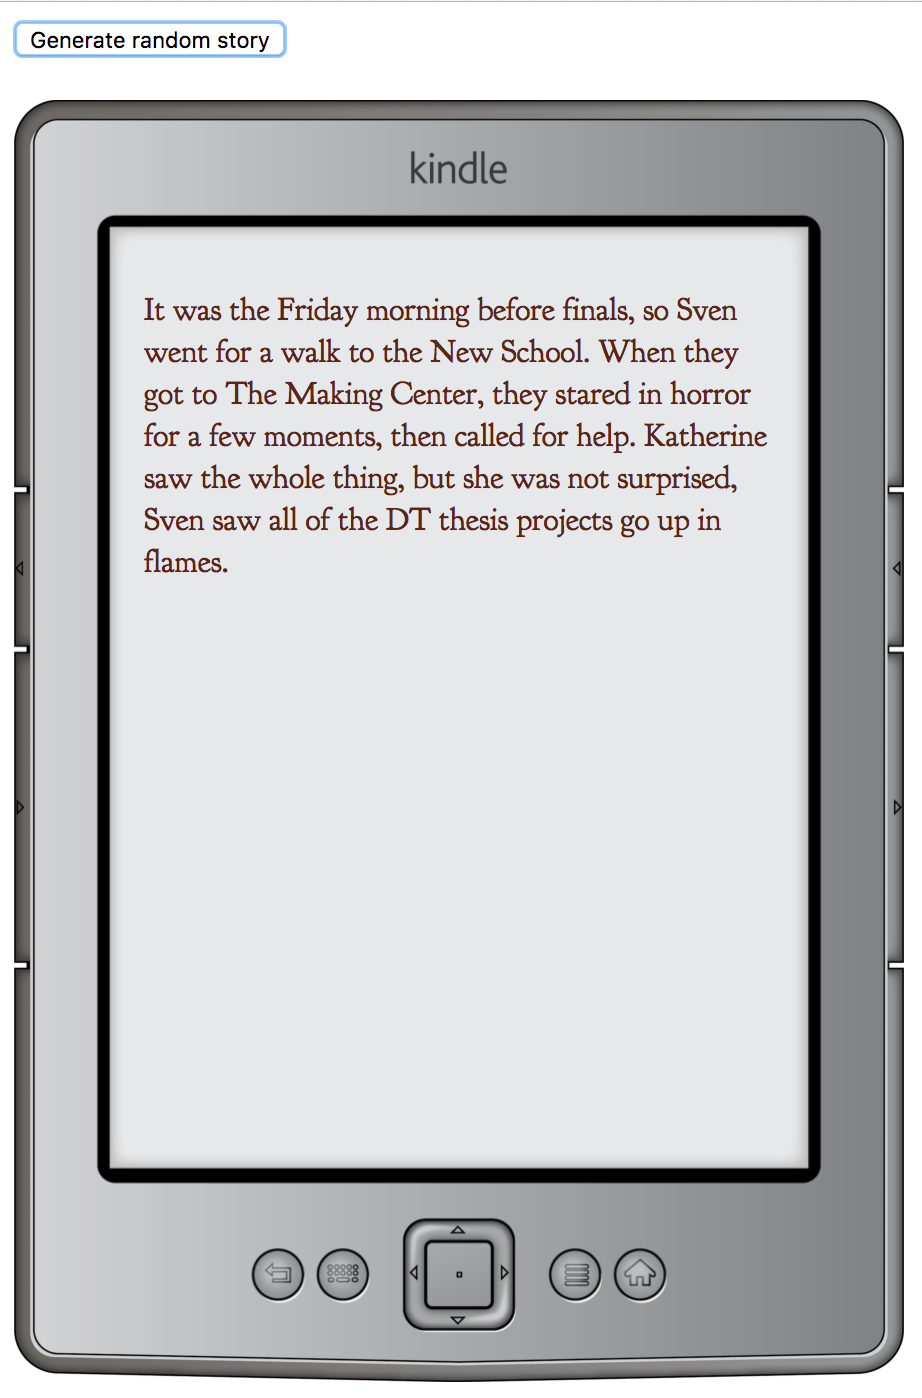 Generate random story
kindle
It was the Friday morning before finals, so Sven
went for a walk to the New School. When they
got to The Making Center, they stared in horror
for a few moments, then called for help. Katherine
saw the whole thing, but she was not surprised,
Sven saw all of the DT thesis projects go up in
flames.